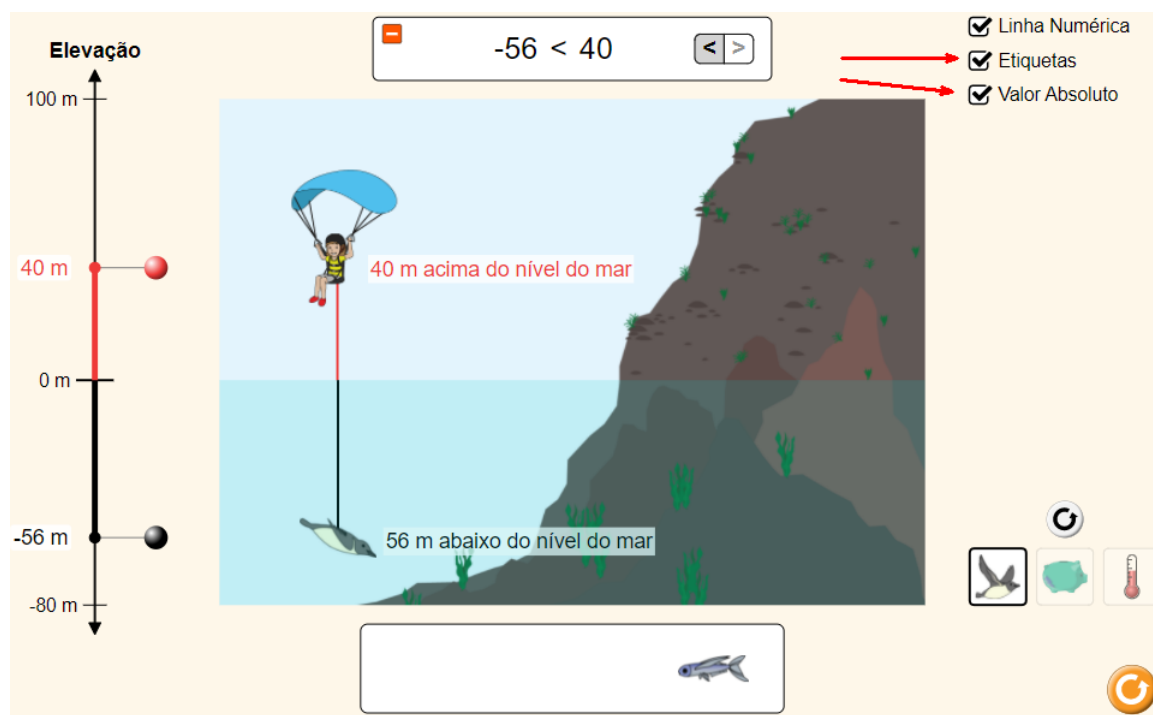 Elevação
-56 < 40
< >
Linha Numérica
Etiquetas
Valor Absoluto
100 m
40 m
40 m acima do nível do mar
0 m
-56 m
56 m abaixo do nível do mar
-80 m